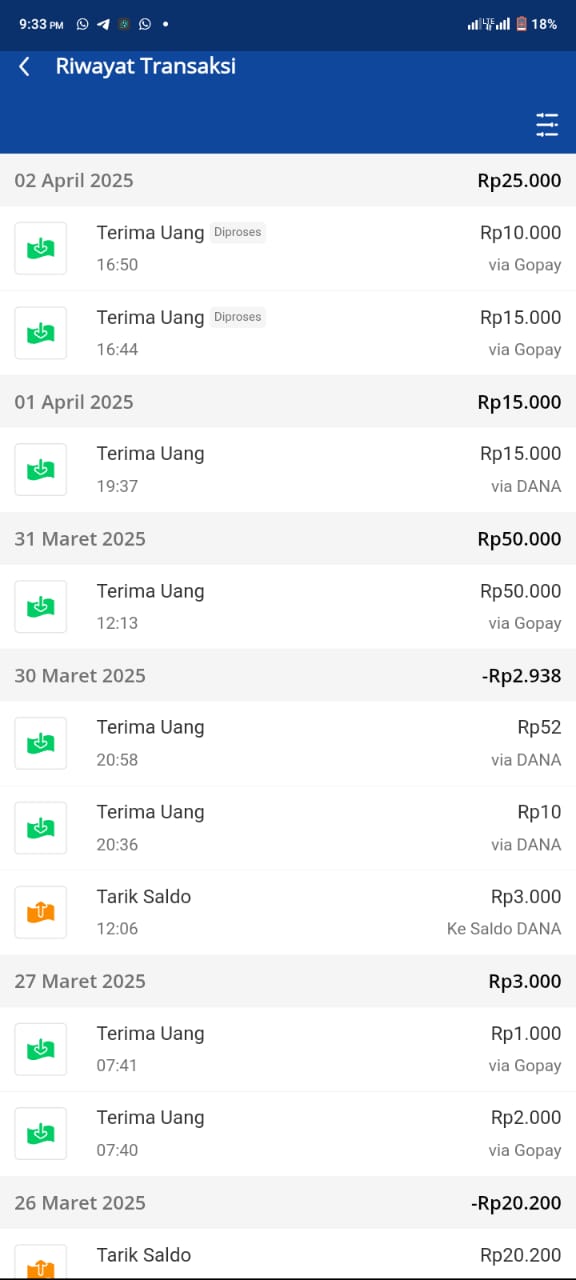 9:33 PM 18%
Riwayat Transaksi
02 April 2025 Rp25.000
Terima Uang Diproses Rp10.000
16:50 via Gopay
Terima Uang Diproses Rp15.000
16:44 via Gopay
01 April 2025 Rp15.000
Terima Uang Rp15.000
19:37 via DANA
31 Maret 2025 Rp50.000
Terima Uang Rp50.000
12:13 via Gopay
30 Maret 2025 -Rp2.938
Terima Uang Rp52
20:58 via DANA
Terima Uang Rp10
20:36 via DANA
Tarik Saldo Rp3.000
12:06 Ke Saldo DANA
27 Maret 2025 Rp3.000
Terima Uang Rp1.000
07:41 via Gopay
Terima Uang Rp2.000
07:40 via Gopay
26 Maret 2025 -Rp20.200
Tarik Saldo Rp20.200